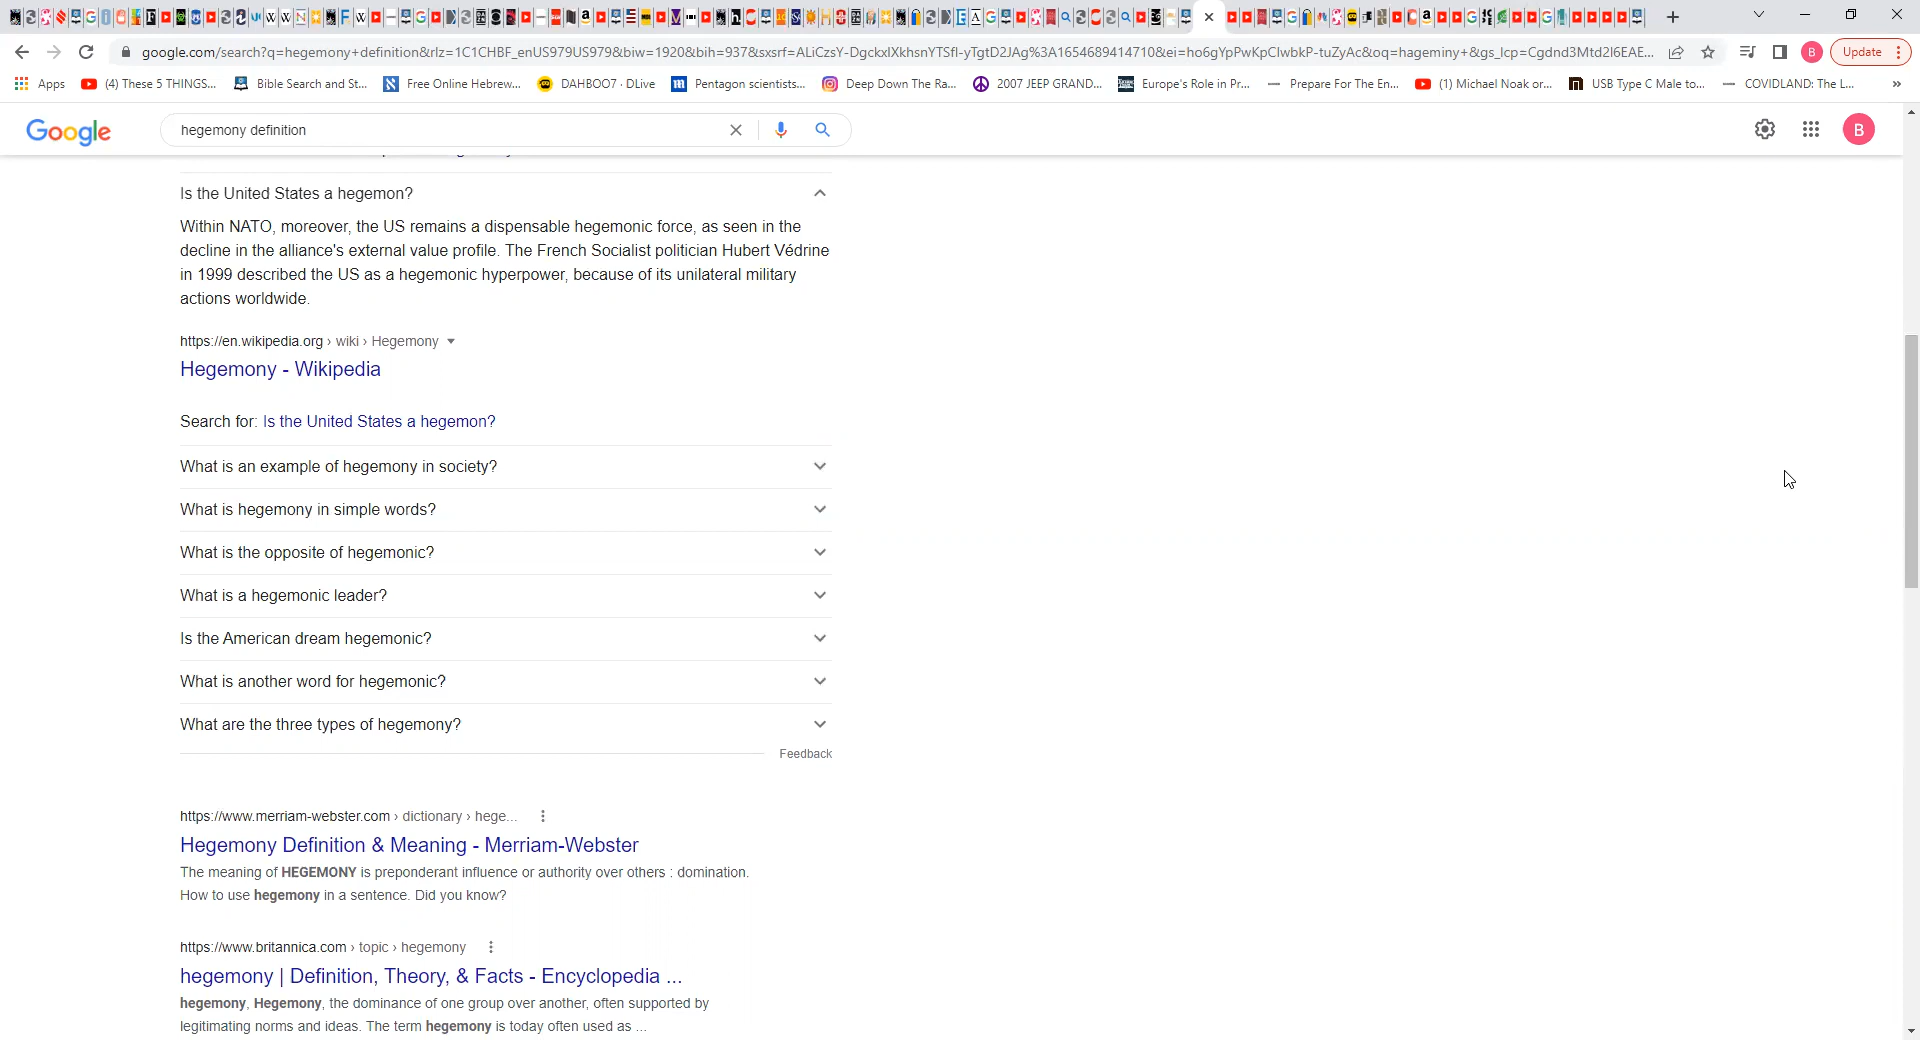 google.com/search?q=hegemony+definition&rlz=1C1CHBF_enUS979US979&biw=1920&bih=937&sxsrf=ALiCzsY-DgckxIXkhsnYTSfl-yTgtD2JAg%3A1654689414710&ei=ho6gYpPwKpCIwbkP-tuZyAc&oq=hageminy+&gs_lcp=Cgdnd3Mtd2l6EAE...
B
Update
Apps
(4) These 5 THINGS...
Bible Search and St...
Free Online Hebrew...
DAHBOO7 · DLive
Pentagon scientists...
Deep Down The Ra...
2007 JEEP GRAND...
Europe's Role in Pr...
Prepare For The En...
(1) Michael Noak or...
USB Type C Male to...
COVIDLAND: The L...
»
Google
hegemony definition
B
Is the United States a hegemon?
Within NATO, moreover, the US remains a dispensable hegemonic force, as seen in the
decline in the alliance's external value profile. The French Socialist politician Hubert Védrine
in 1999 described the US as a hegemonic hyperpower, because of its unilateral military
actions worldwide.
https://en.wikipedia.org › wiki › Hegemony
Hegemony - Wikipedia
Search for: Is the United States a hegemon?
What is an example of hegemony in society?
What is hegemony in simple words?
What is the opposite of hegemonic?
What is a hegemonic leader?
Is the American dream hegemonic?
What is another word for hegemonic?
What are the three types of hegemony?
Feedback
https://www.merriam-webster.com › dictionary › hege...
Hegemony Definition & Meaning - Merriam-Webster
The meaning of HEGEMONY is preponderant influence or authority over others : domination.
How to use hegemony in a sentence. Did you know?
https://www.britannica.com › topic › hegemony
hegemony | Definition, Theory, & Facts - Encyclopedia ...
hegemony, Hegemony, the dominance of one group over another, often supported by
legitimating norms and ideas. The term hegemony is today often used as ...